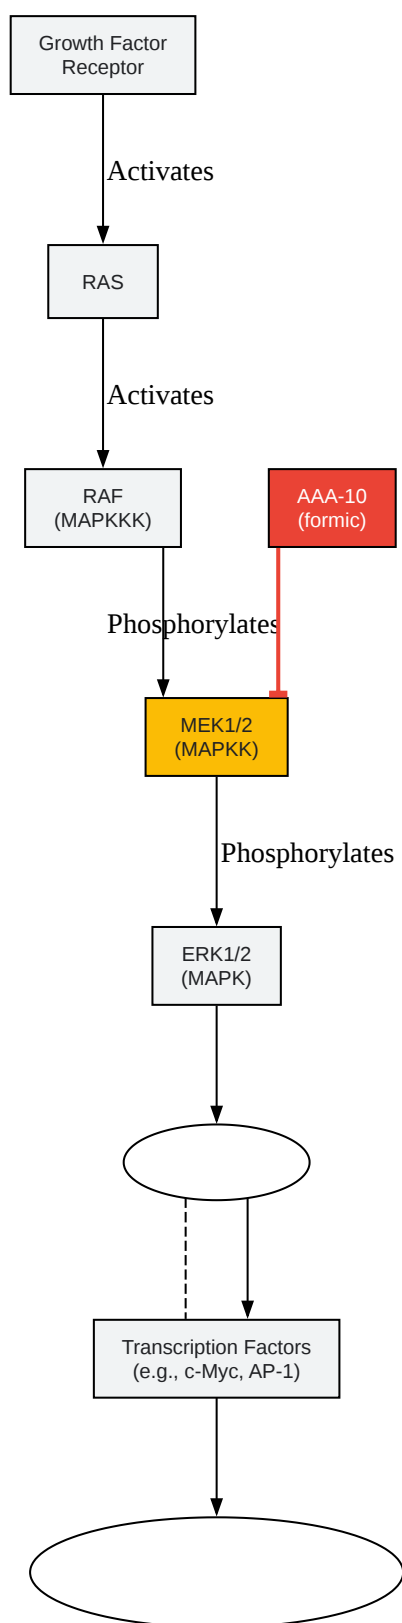 Growth Factor
Receptor
Activates
RAS
Activates
RAF
(MAPKKK)
AAA-10
(formic)
Phosphorylates
MEK1/2
(MAPKK)
Phosphorylates
ERK1/2
(MAPK)
Transcription Factors
(e.g., c-Myc, AP-1)